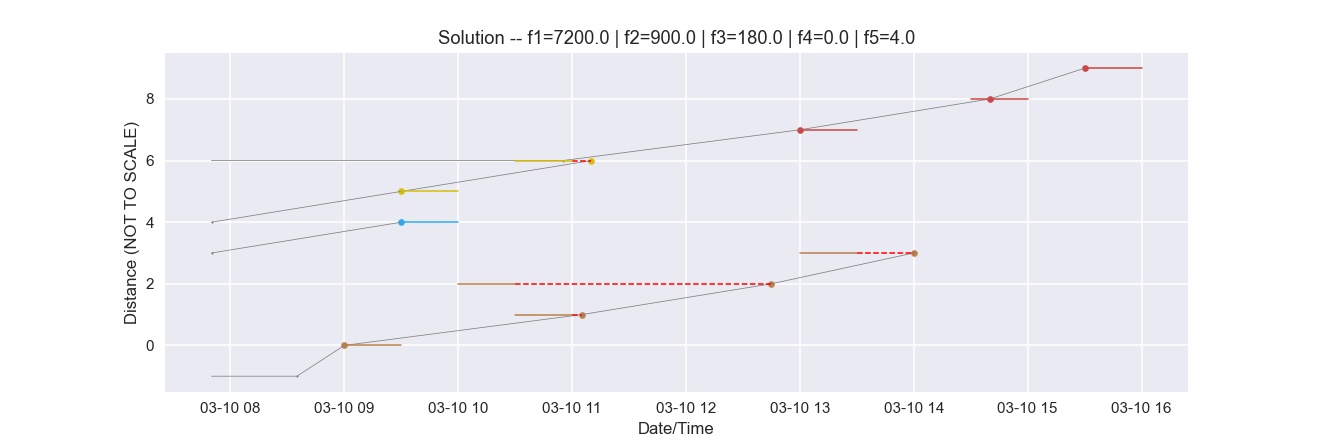 Solution -- f1=7200.0 | f2=900.0 | f3=180.0 | f4=0.0 | f5=4.0
Distance (NOT TO SCALE)
8
6
4
2
0
03-10 08 03-10 09 03-10 10 03-10 11 03-10 12 03-10 13 03-10 14 03-10 15 03-10 16
Date/Time